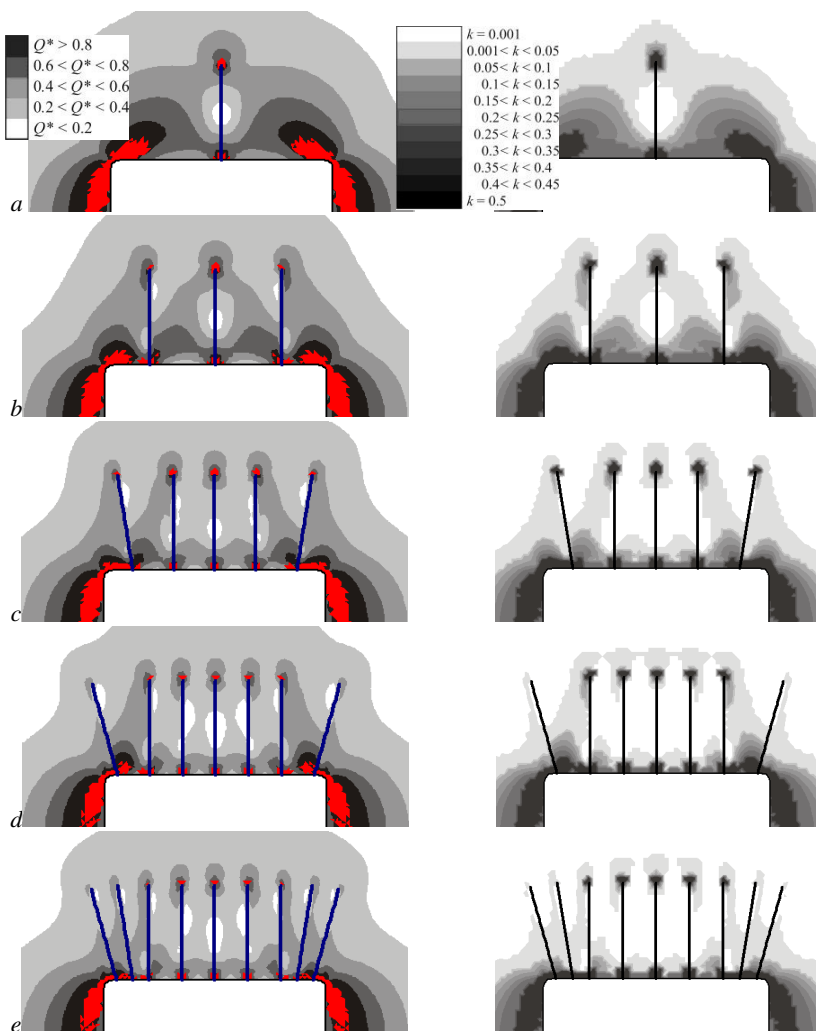 Q* > 0.8
0.6 < Q* < 0.8
0.4 < Q* < 0.6
0.2 < Q* < 0.4
Q* < 0.2
k = 0.001
0.001< k < 0.05
0.05< k < 0.1
0.1< k < 0.15
0.15< k < 0.2
0.2< k < 0.25
0.25< k < 0.3
0.3< k < 0.35
0.35< k < 0.4
0.4< k < 0.45
k = 0.5
a
b
c
d
e